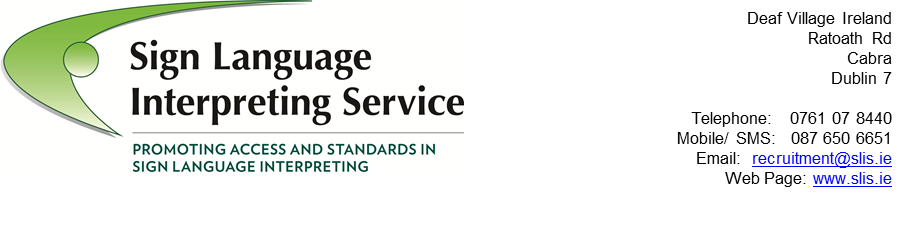 Sign Language
Interpreting Service
PROMOTING ACCESS AND STANDARDS IN
SIGN LANGUAGE INTERPRETING
Deaf Village Ireland
Ratoath Rd
Cabra
Dublin 7
Telephone: 0761 07 8440
Mobile/ SMS: 087 650 6651
Email: recruitment@slis.ie
Web Page: www.slis.ie